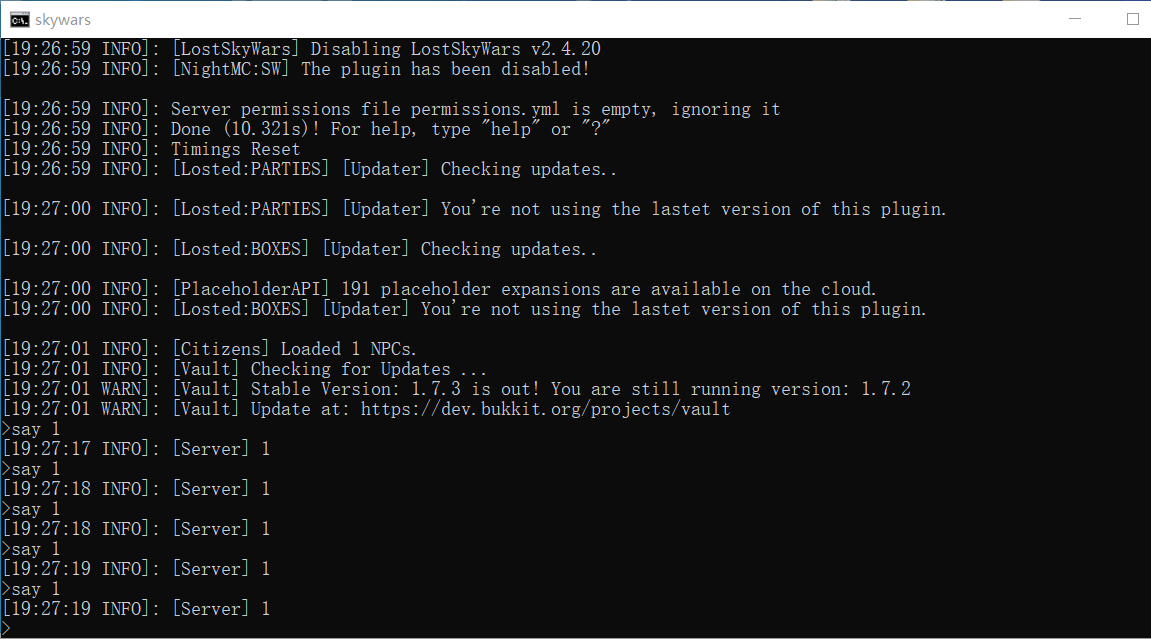 skywars
[19:26:59 INFO]: [LostSkyWars] Disabling LostSkyWars v2.4.20
[19:26:59 INFO]: [NightMC:SW] The plugin has been disabled!
[19:26:59 INFO]: Server permissions file permissions.yml is empty, ignoring it
[19:26:59 INFO]: Done (10.321s)! For help, type "help" or "?"
[19:26:59 INFO]: Timings Reset
[19:26:59 INFO]: [Losted:PARTIES] [Updater] Checking updates..
[19:27:00 INFO]: [Losted:PARTIES] [Updater] You're not using the lastet version of this plugin.
[19:27:00 INFO]: [Losted:BOXES] [Updater] Checking updates..
[19:27:00 INFO]: [PlaceholderAPI] 191 placeholder expansions are available on the cloud.
[19:27:00 INFO]: [Losted:BOXES] [Updater] You're not using the lastet version of this plugin.
[19:27:01 INFO]: [Citizens] Loaded 1 NPCs.
[19:27:01 INFO]: [Vault] Checking for Updates ...
[19:27:01 WARN]: [Vault] Stable Version: 1.7.3 is out! You are still running version: 1.7.2
[19:27:01 WARN]: [Vault] Update at: https://dev.bukkit.org/projects/vault
>say 1
[19:27:17 INFO]: [Server] 1
>say 1
[19:27:18 INFO]: [Server] 1
>say 1
[19:27:18 INFO]: [Server] 1
>say 1
[19:27:19 INFO]: [Server] 1
>say 1
[19:27:19 INFO]: [Server] 1
>